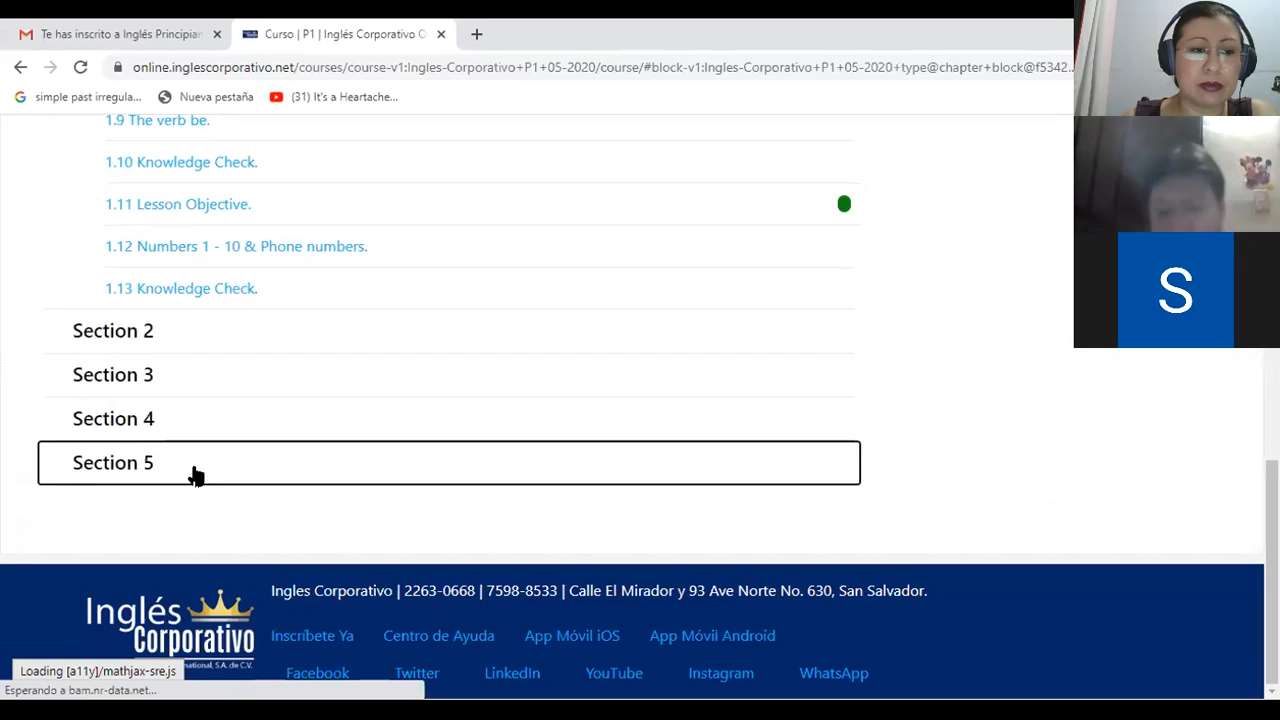 Te has inscrito a Inglés Principian
Curso | P1 | Inglés Corporativo O
online.inglescorporativo.net/courses/course-v1:Ingles-Corporativo+P1+05-2020/course/#block-v1:Ingles-Corporativo+P1+05-2020+type@chapter+block@f5342...
simple past irregula...
Nueva pestaña
(31) It's a Heartache...
1.9 The verb be.
1.10 Knowledge Check.
1.11 Lesson Objective.
1.12 Numbers 1 - 10 & Phone numbers.
1.13 Knowledge Check.
Section 2
Section 3
Section 4
Section 5
S
Inglés
Corporativo
national, S.A. de C.V.
Ingles Corporativo | 2263-0668 | 7598-8533 | Calle El Mirador y 93 Ave Norte No. 630, San Salvador.
Inscríbete Ya
Centro de Ayuda
App Móvil iOS
App Móvil Android
Facebook
Twitter
LinkedIn
YouTube
Instagram
WhatsApp
Loading [a11y]/mathjax-sre.js
Esperando a bam.nr-data.net...